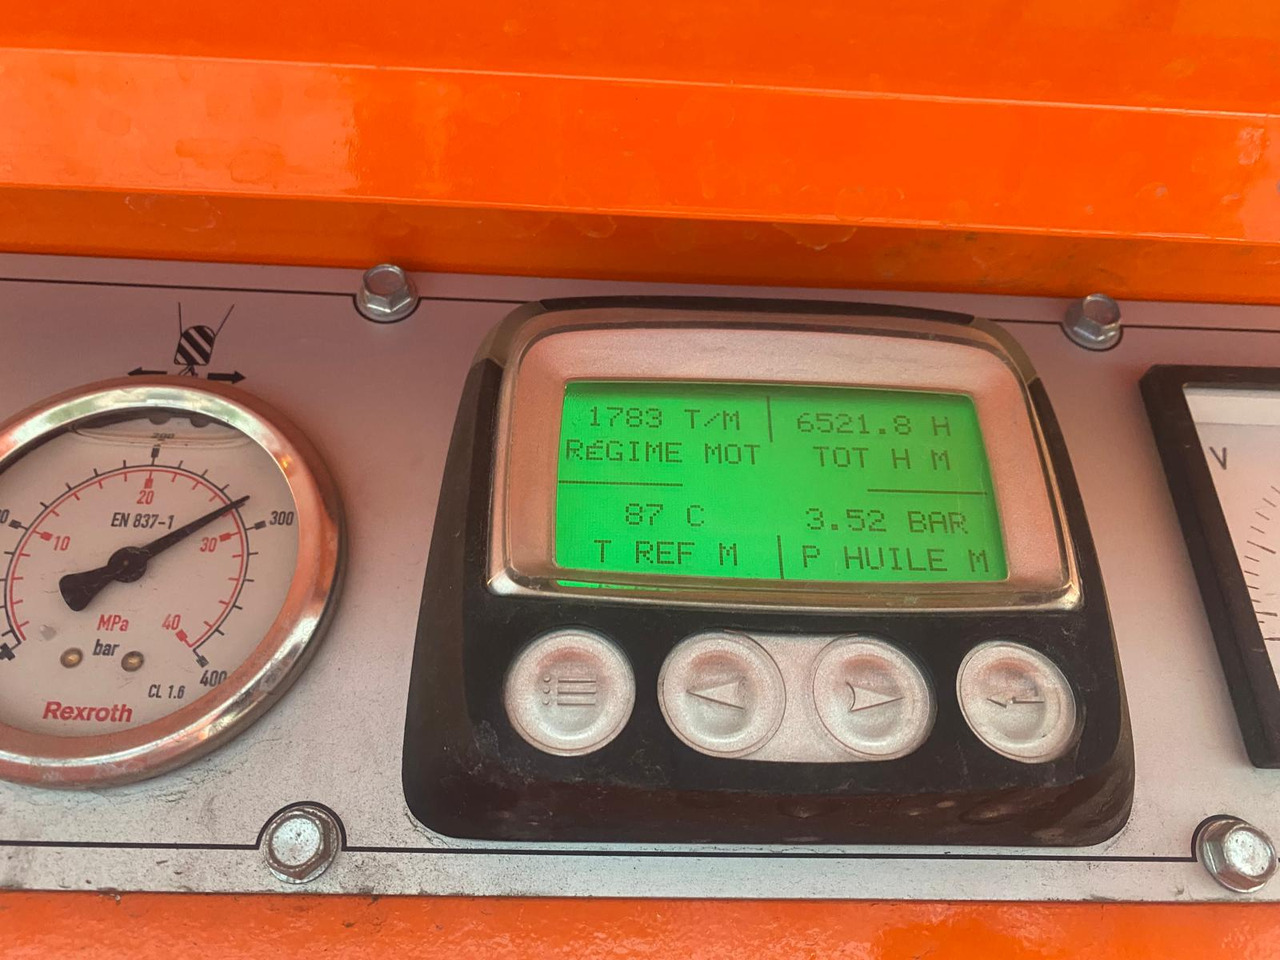 1783 T/M
6521.8 H
RÉGIME MOT
TOT H M
87 C
3.52 BAR
T REF M
P HUILE M
200
20
EN 837-1
300
10
30
MPa
40
bar
400
CL 1.6
Rexroth
V